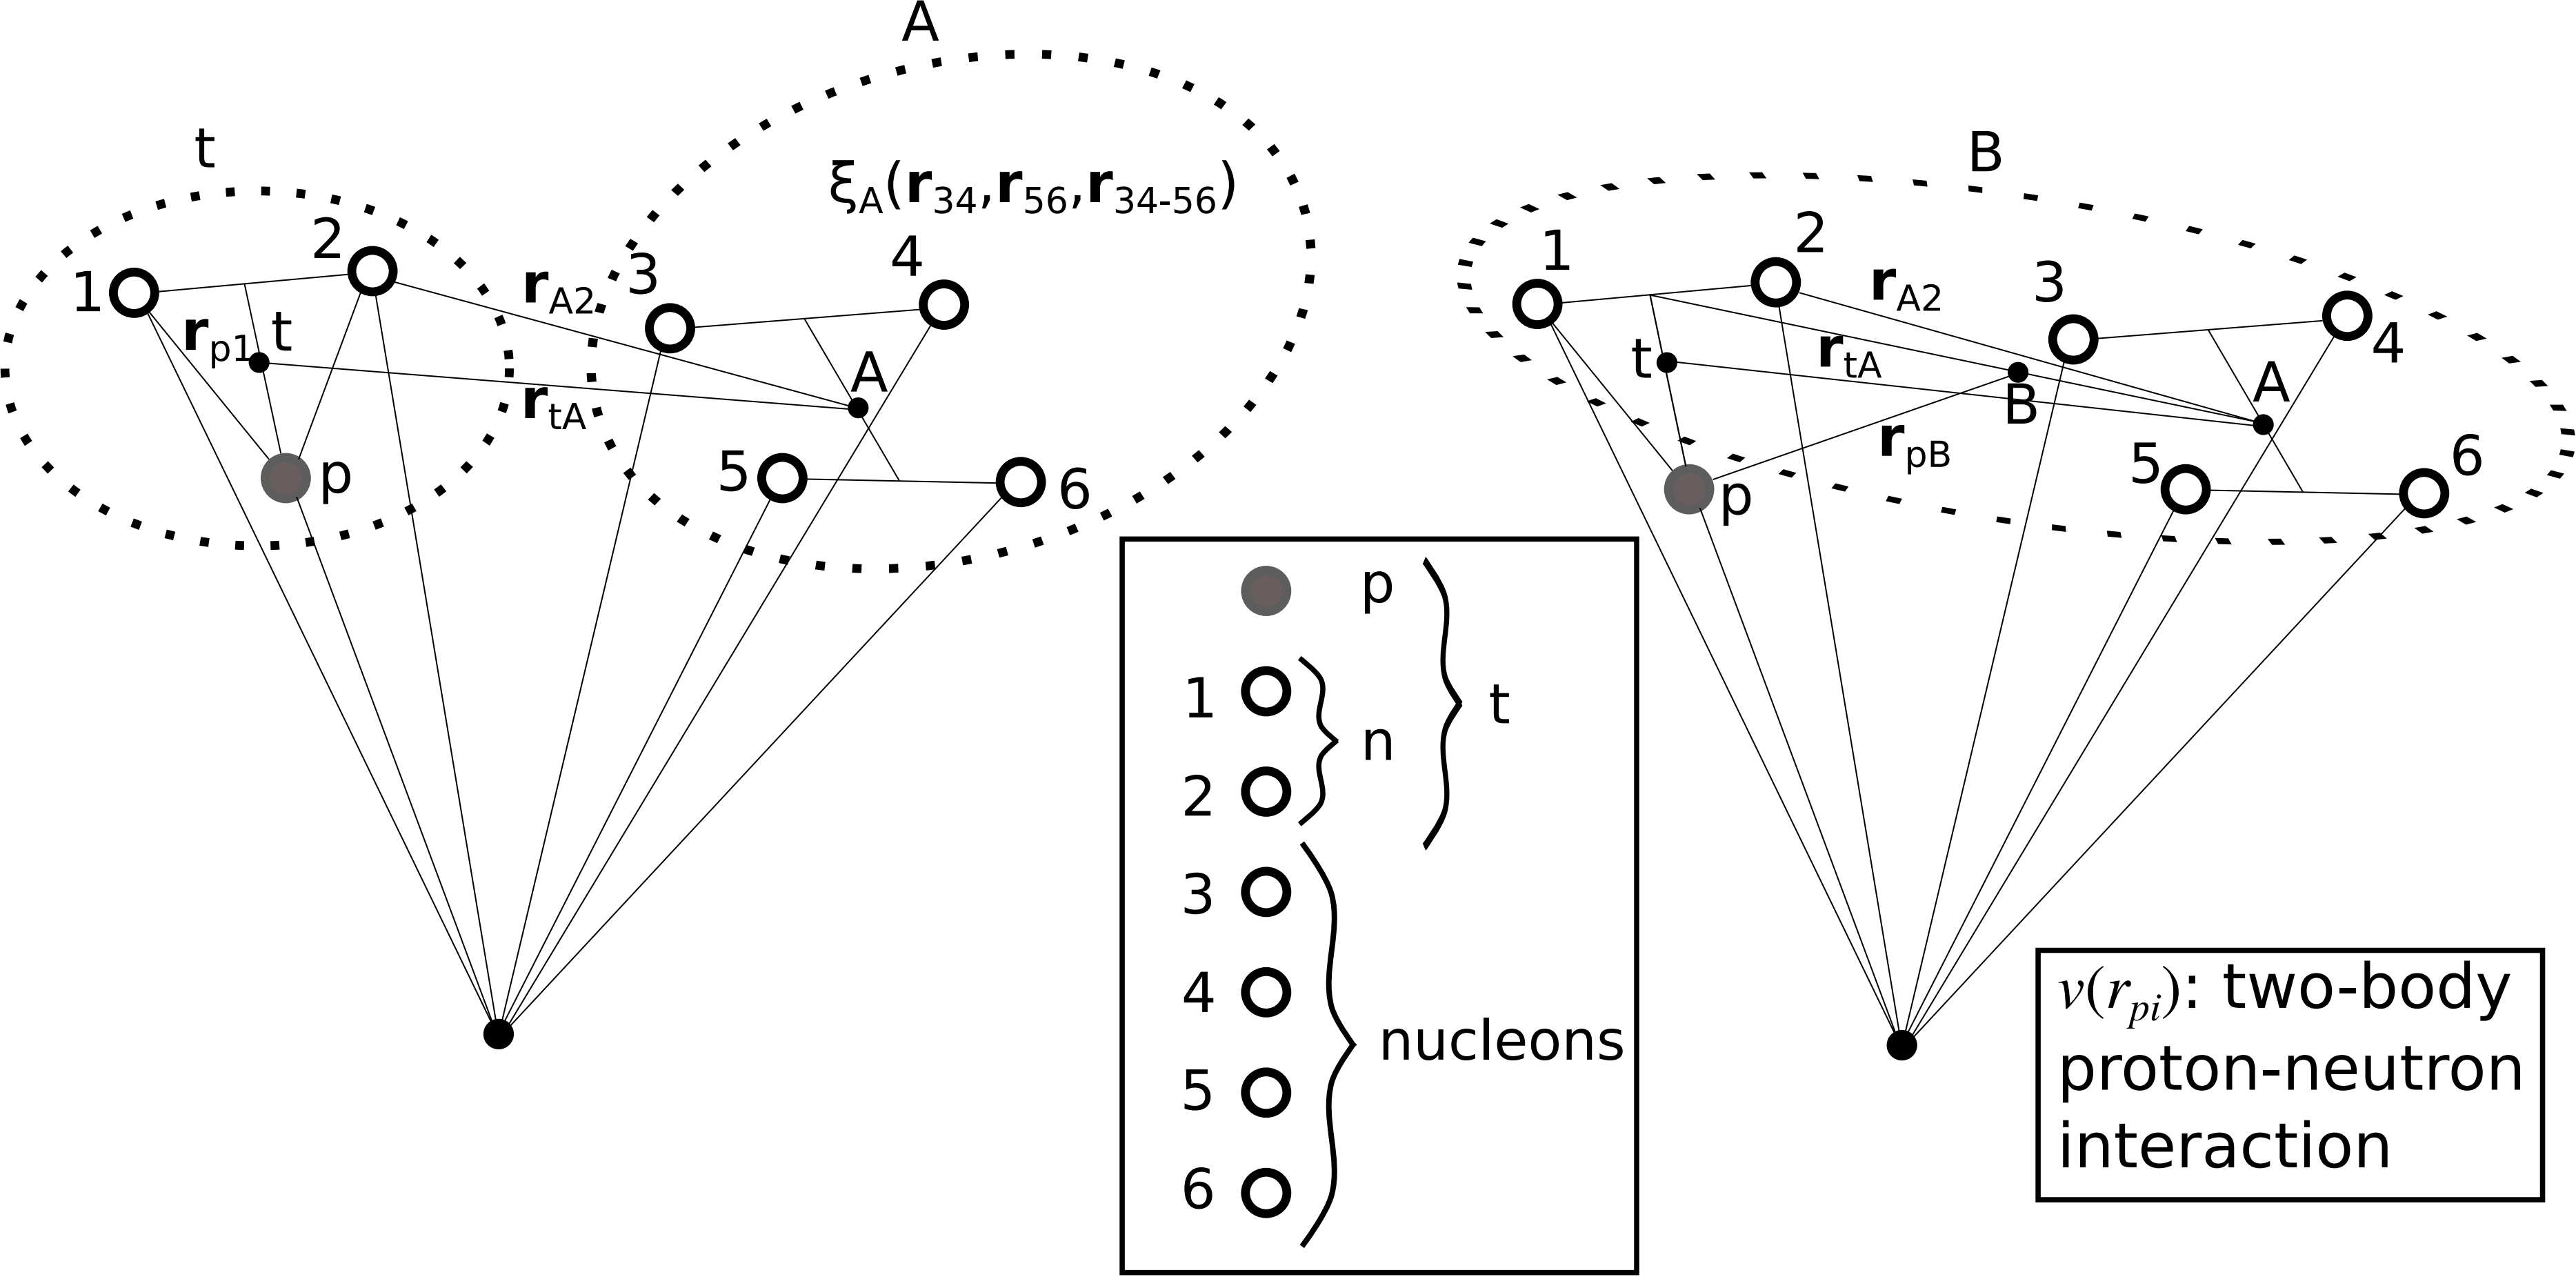 A
t
ξA(r34,r56,r34-56)
1
2
rp1
t
rA2
3
4
A
rtA
p
5
6
B
1
2
rA2
3
4
t
rtA
B
A
rpB
p
5
6
p
1
n
t
2
3
4
nucleons
5
6
v(rpi): two-body
proton-neutron
interaction